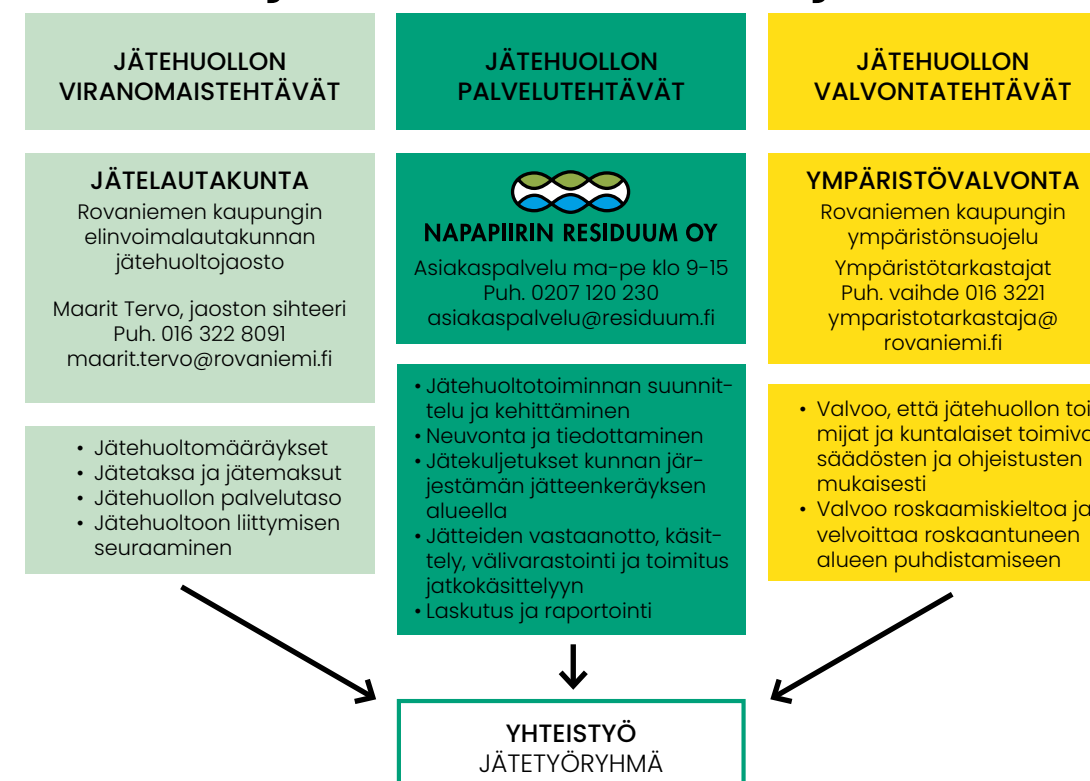 JÄTEHUOLLON
VIRANOMAISTEHTÄVÄT
JÄTELAUTAKUNTA
Rovaniemen kaupungin
elinvoimalautakunnan
jätehuoltojaosto
Maarit Tervo, jaoston sihteeri
Puh. 016 322 8091
maarit.tervo@rovaniemi.fi
• Jätehuoltomääräykset
• Jätetaksa ja jätemaksut
• Jätehuollon palvelutaso
• Jätehuoltoon liittymisen
seuraaminen
JÄTEHUOLLON
PALVELUTEHTÄVÄT
NAPAPIIRIN RESIDUUM OY
Asiakaspalvelu ma-pe klo 9-15
Puh. 0207 120 230
asiakaspalvelu@residuum.fi
• Jätehuoltotoiminnan suunnit-
telu ja kehittäminen
• Neuvonta ja tiedottaminen
• Jätekuljetukset kunnan jär-
jestämän jätteenkeräyksen
alueella
• Jätteiden vastaanotto, käsit-
tely, välivarastointi ja toimitus
jatkokäsittelyyn
• Laskutus ja raportointi
JÄTEHUOLLON
VALVONTATEHTÄVÄT
YMPÄRISTÖVALVONTA
Rovaniemen kaupungin
ympäristönsuojelu
Ympäristötarkastajat
Puh. vaihde 016 3221
ymparistotarkastaja@
rovaniemi.fi
• Valvoo, että jätehuollon toi
mijat ja kuntalaiset toimiva
säädösten ja ohjeistusten
mukaisesti
• Valvoo roskaamiskieltoa ja
velvoittaa roskaantuneen
alueen puhdistamiseen
YHTEISTYÖ
JÄTETYÖRYHMÄ